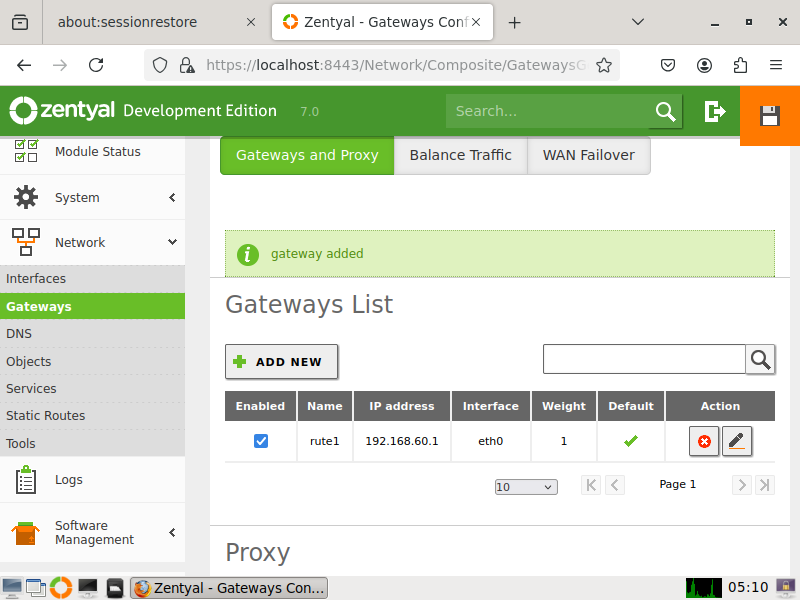 about:sessionrestore
Zentyal - Gateways Conf
https://localhost:8443/Network/Composite/GatewaysG
zentyal Development Edition 7.0
Search...
Module Status
System
Network
Interfaces
Gateways
DNS
Objects
Services
Static Routes
Tools
Logs
Software
Management
Gateways and Proxy
Balance Traffic
WAN Failover
gateway added
Gateways List
ADD NEW
Enabled Name IP address Interface Weight Default Action
rute1 192.168.60.1 eth0 1
10 Page 1
Proxy
Zentyal - Gateways Con...
05:10